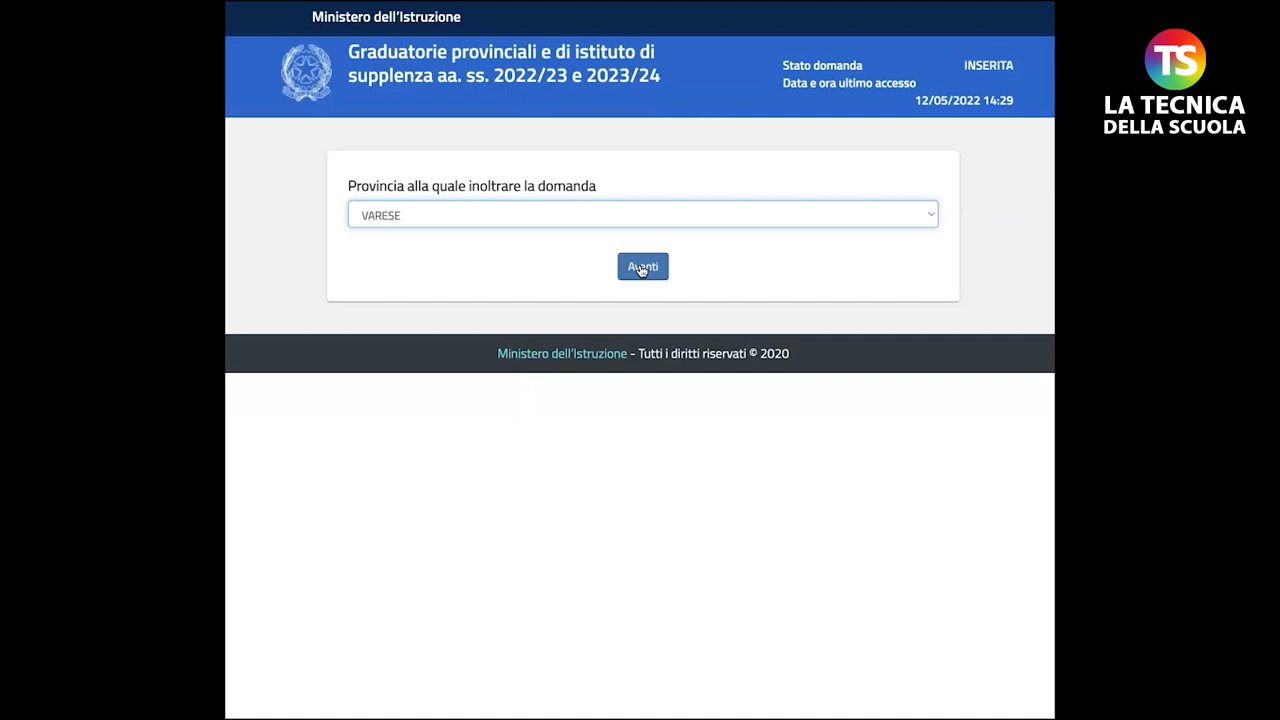 Ministero dell'Istruzione
Graduatorie provinciali e di istituto di
supplenza aa. ss. 2022/23 e 2023/24
Stato domanda INSERITA
Data e ora ultimo accesso
12/05/2022 14:29
TS
LA TECNICA
DELLA SCUOLA
Provincia alla quale inoltrare la domanda
VARESE
Avanti
Ministero dell'Istruzione - Tutti i diritti riservati © 2020